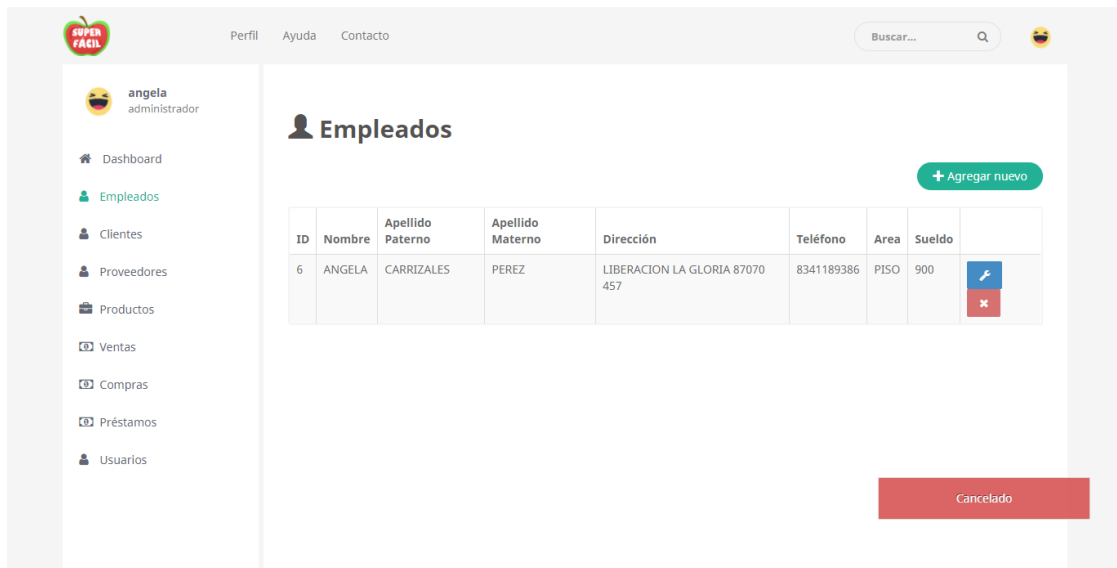 SUPER
FACIL
Perfil Ayuda Contacto
Buscar...
angela
administrador
Dashboard
Empleados
Clientes
Proveedores
Productos
Ventas
Compras
Préstamos
Usuarios
Empleados
Agregar nuevo
ID Nombre Apellido Paterno Apellido Materno Dirección Teléfono Area Sueldo
6 ANGELA CARRIZALES PEREZ LIBERACION LA GLORIA 87070 8341189386 PISO 900
457
Cancelado